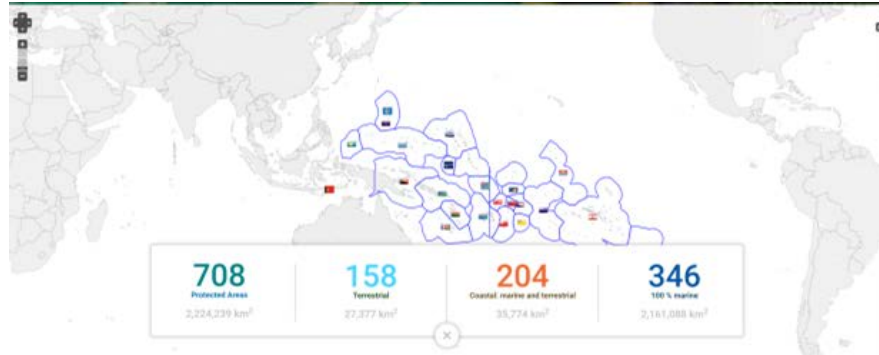 708
Protected Areas
2,224,239 km²
158
Terrestrial
27,377 km²
204
Coastal: marine and terrestrial
35,774 km²
346
100 % marine
2,161,088 km²